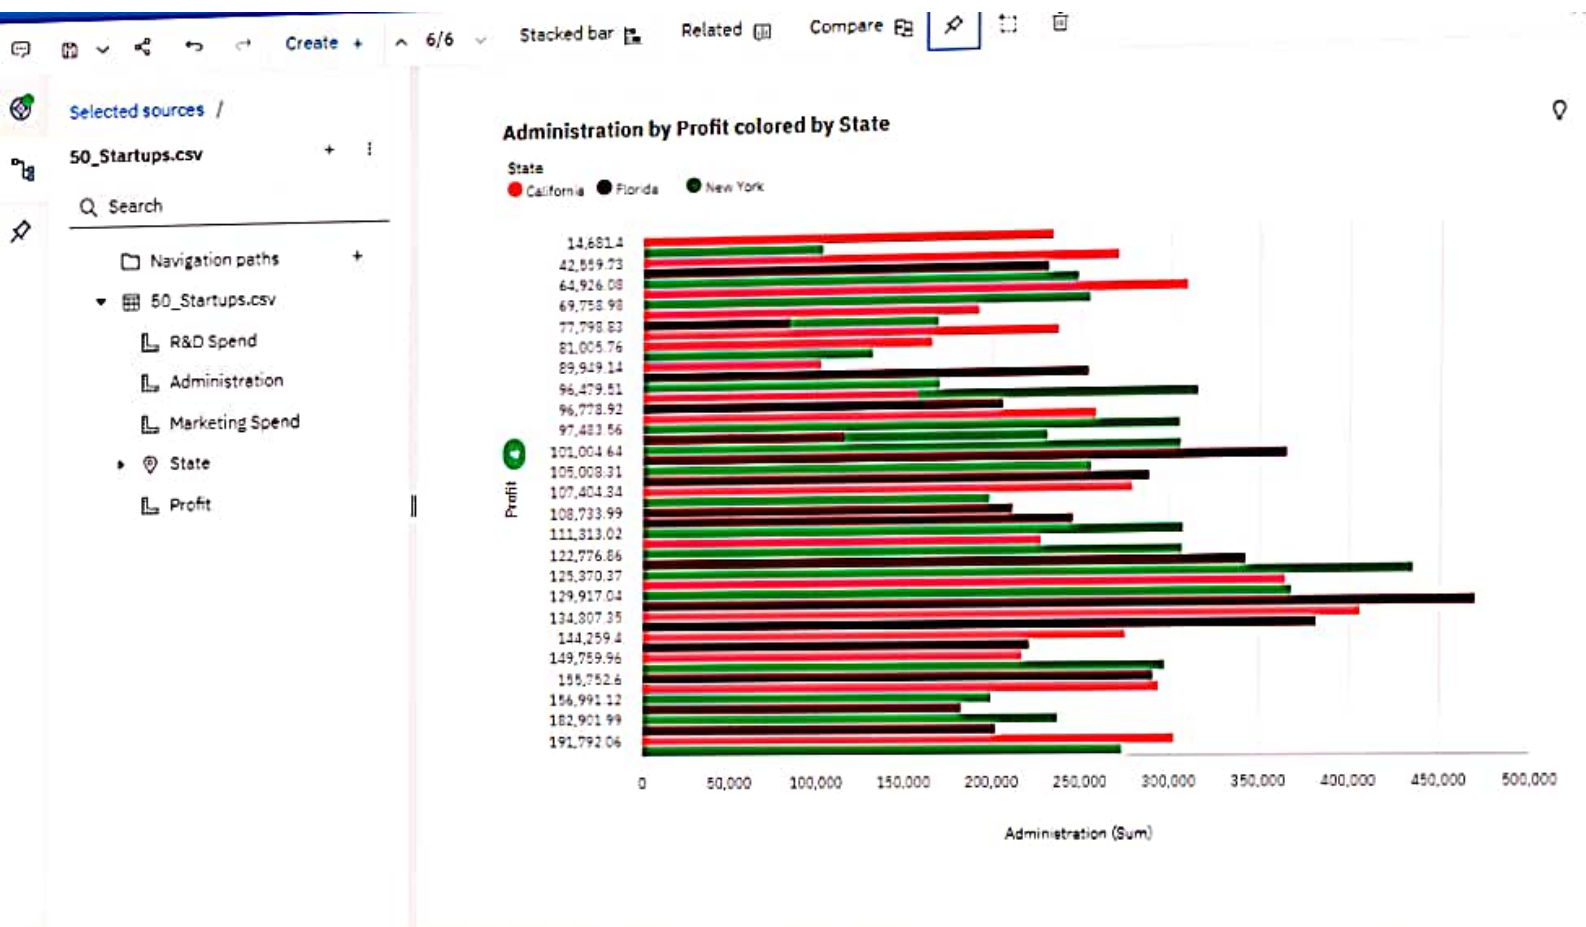 Create +
6/6
Stacked bar
Related
Compare
Selected sources /
50_Startups.csv
Search
Navigation paths
50_Startups.csv
R&D Spend
Administration
Marketing Spend
State
Profit
Administration by Profit colored by State
State
California Florida New York
14,681.4
42,559.73
64,926.08
69,758.98
77,798.83
81,005.76
89,949.14
96,479.51
96,778.92
97,483.56
101,004.64
105,008.31
107,404.34
108,733.99
111,313.02
122,776.86
125,370.37
129,917.04
134,307.35
144,259.4
149,759.96
155,752.6
156,991.12
182,901.99
191,792.06
Profit
0 50,000 100,000 150,000 200,000 250,000 300,000 350,000 400,000 450,000 500,000
Administration (Sum)